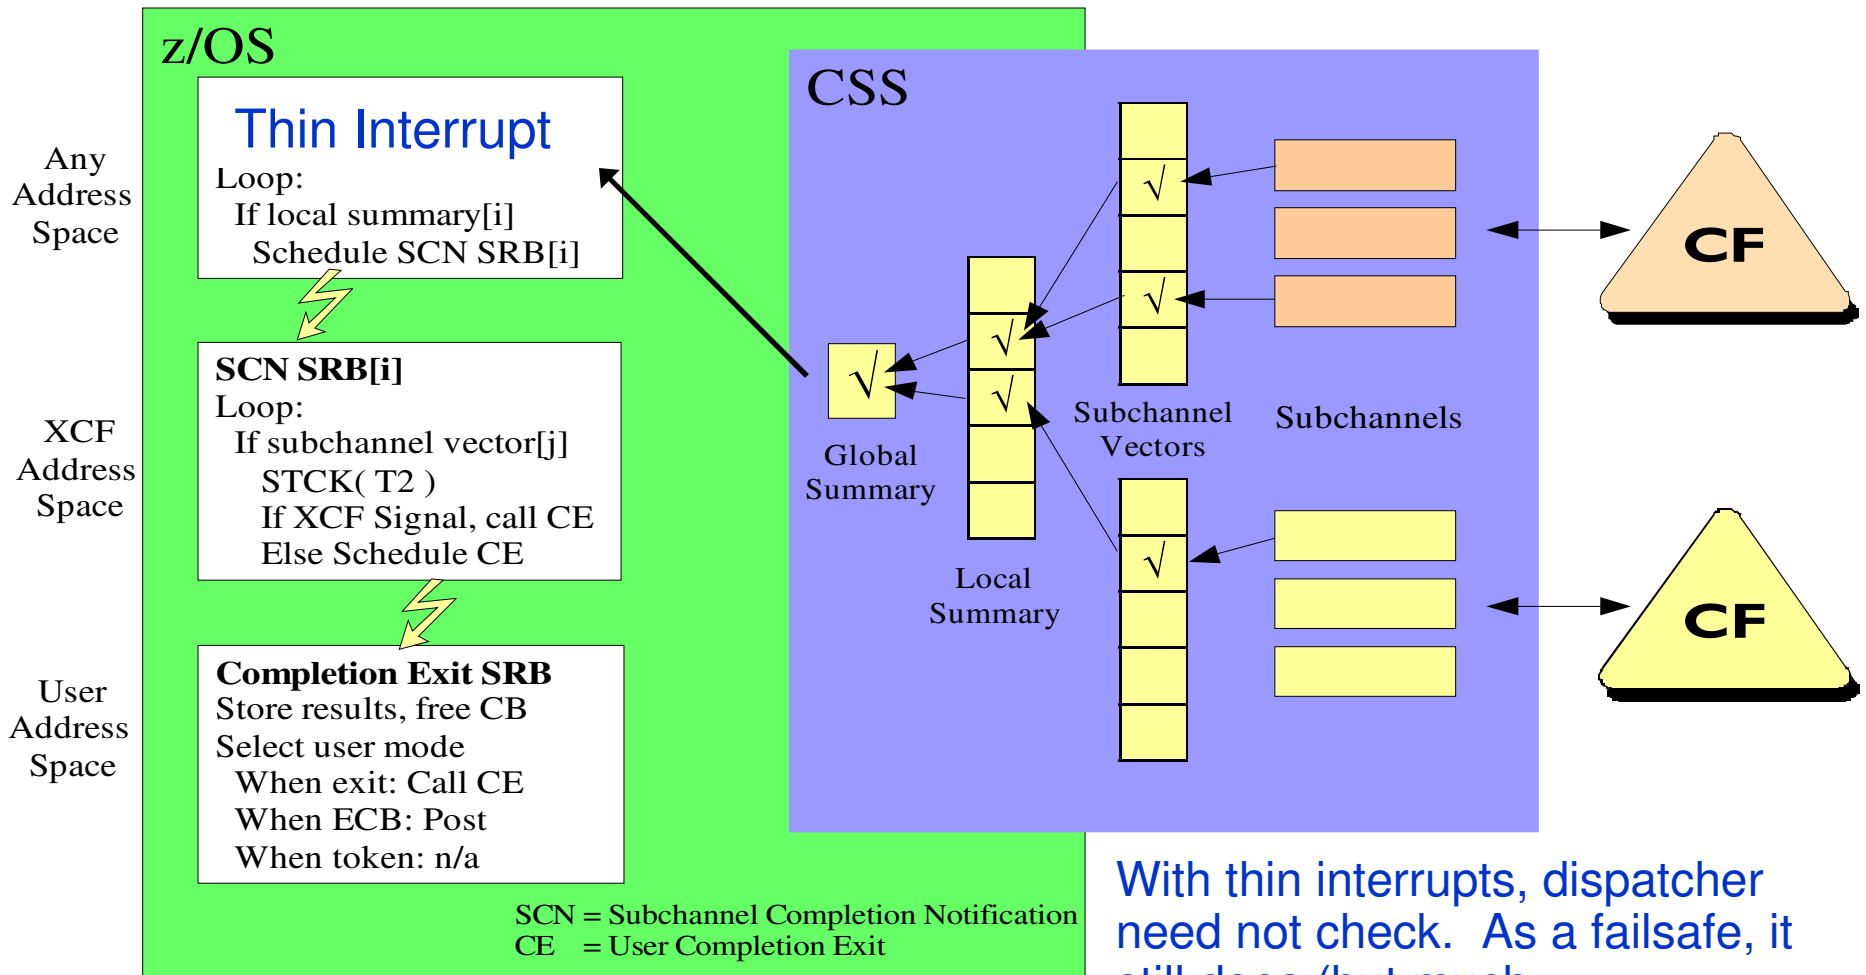 z/OS
CSS
Thin Interrupt
Loop:
If local summary[i]
Schedule SCN SRB[i]
Any
Address
Space
SCN SRB[i]
Loop:
If subchannel vector[j]
STCK( T2 )
If XCF Signal, call CE
Else Schedule CE
XCF
Address
Space
Completion Exit SRB
Store results, free CB
Select user mode
When exit: Call CE
When ECB: Post
When token: n/a
User
Address
Space
SCN = Subchannel Completion Notification
CE = User Completion Exit
√
√
√
√
√
√
Global
Summary
Local
Summary
Subchannel
Vectors
Subchannels
CF
CF
With thin interrupts, dispatcher
need not check. As a failsafe, it
still does (but much